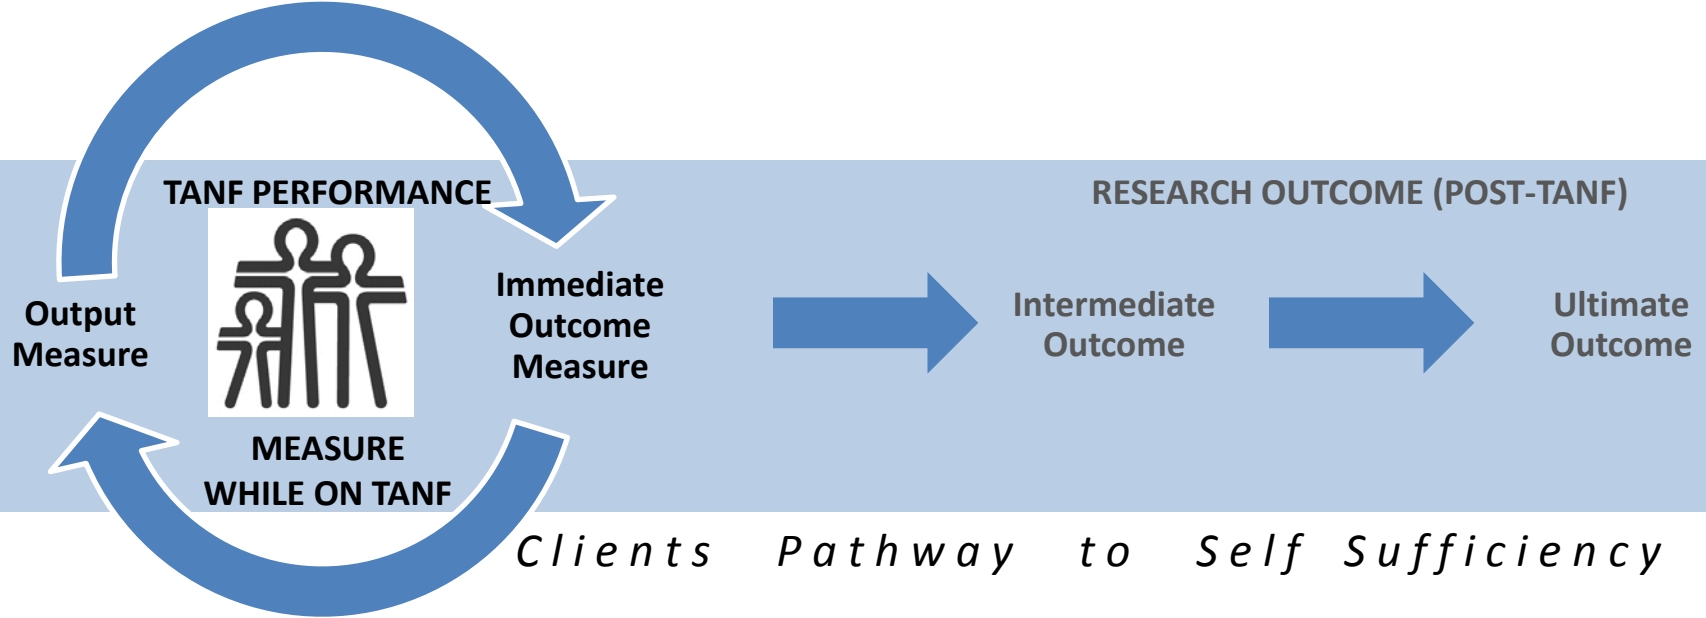 TANF PERFORMANCE
RESEARCH OUTCOME (POST-TANF)
Output
Measure
Immediate
Outcome
Measure
Intermediate
Outcome
Ultimate
Outcome
MEASURE
WHILE ON TANF
Clients Pathway to Self Sufficiency